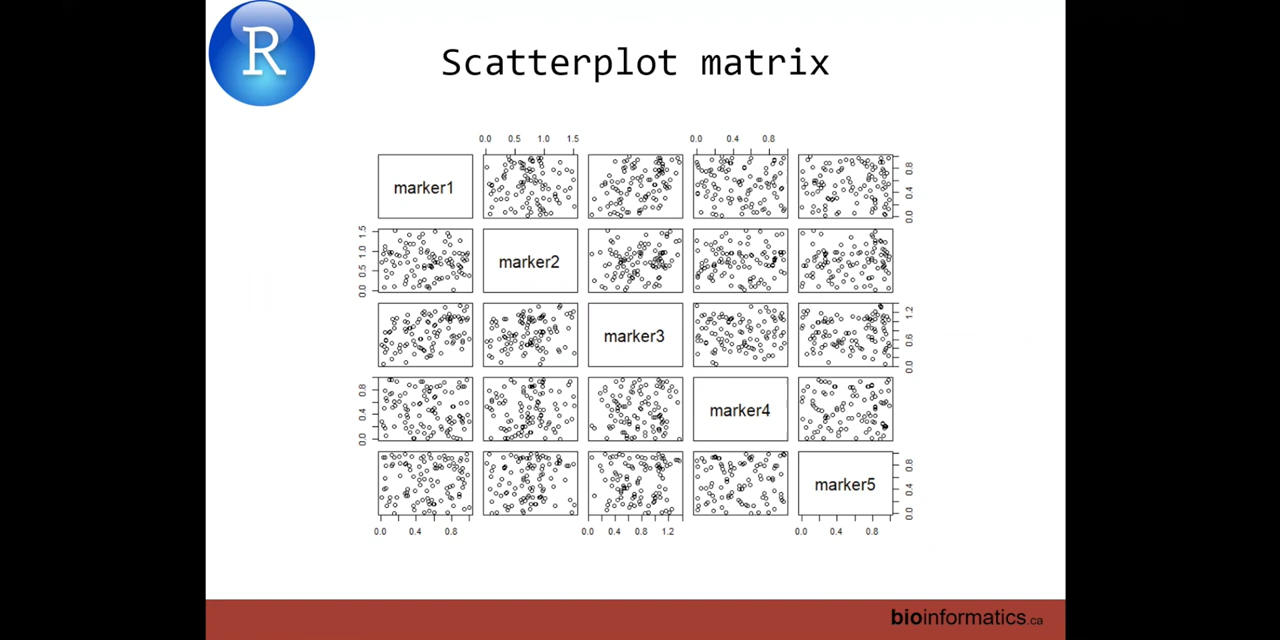 R
Scatterplot matrix
0.0 0.5 1.0 1.5
0.0 0.4 0.8
marker1
0.0 0.4 0.8
0.0 0.5 1.0 1.5
marker2
marker3
0.0 0.6 1.2
0.0 0.4 0.8
marker4
marker5
0.0 0.4 0.8
0.0 0.4 0.8
0.0 0.4 0.8 1.2
0.0 0.4 0.8
bioinformatics.ca